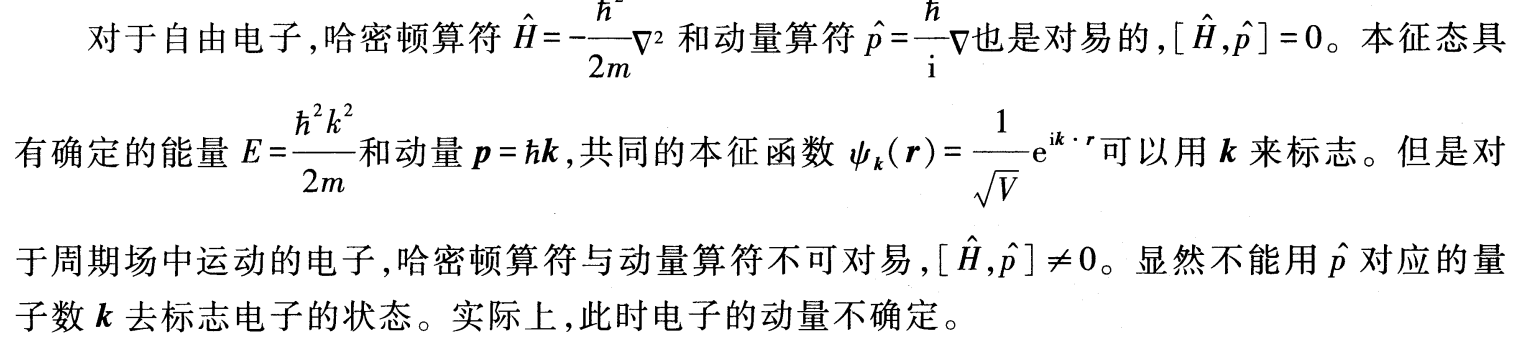 对于自由电子,哈密顿算符 $\hat{H}=-\frac{\hbar^2}{2m}\nabla^2$ 和动量算符 $\hat{p}=\frac{\hbar}{\mathrm{i}}\nabla$也是对易的,$[\hat{H},\hat{p}]=0$。本征态具
有确定的能量 $E=\frac{\hbar^2k^2}{2m}$和动量 $\boldsymbol{p}=\hbar\boldsymbol{k}$,共同的本征函数 $\psi_{\boldsymbol{k}}(\boldsymbol{r})=\frac{1}{\sqrt{V}}\mathrm{e}^{\mathrm{i}\boldsymbol{k}\cdot\boldsymbol{r}}$可以用 $\boldsymbol{k}$ 来标志。但是对
于周期场中运动的电子,哈密顿算符与动量算符不可对易,$[\hat{H},\hat{p}]\neq0$。显然不能用 $\hat{p}$ 对应的量
子数 $\boldsymbol{k}$ 去标志电子的状态。实际上,此时电子的动量不确定。